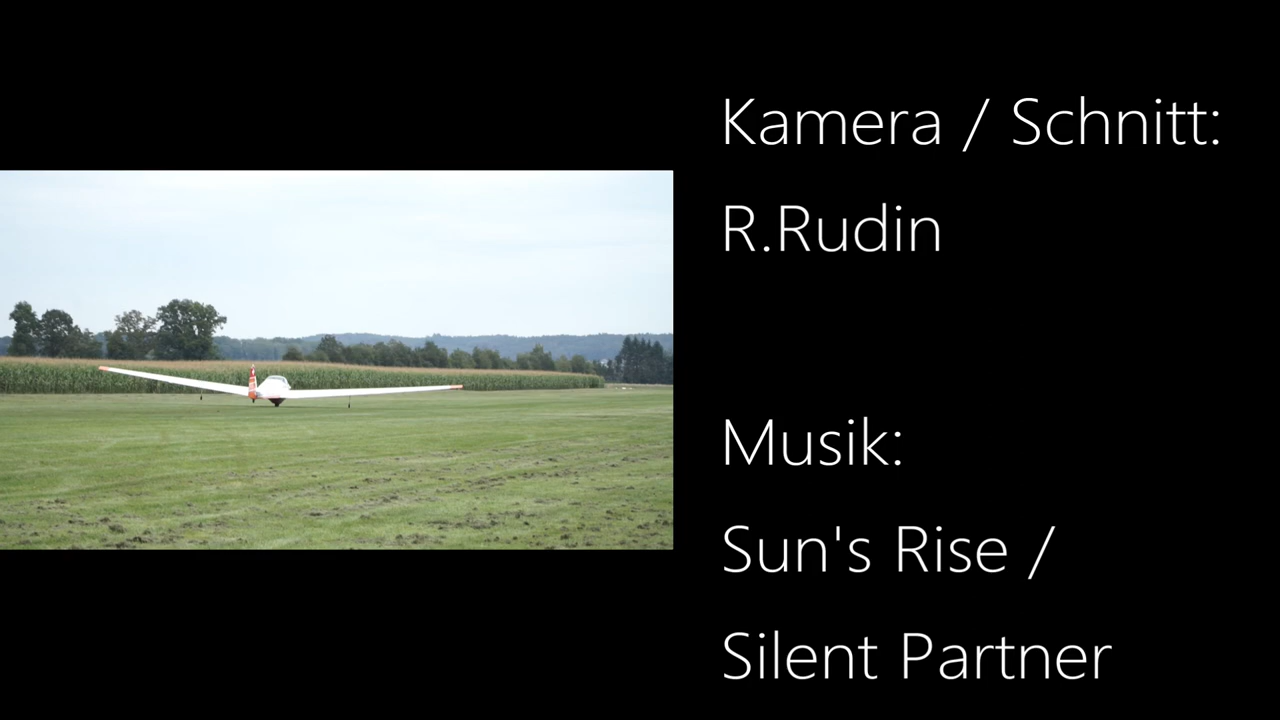 Kamera / Schnitt:
R.Rudin
Musik:
Sun's Rise /
Silent Partner